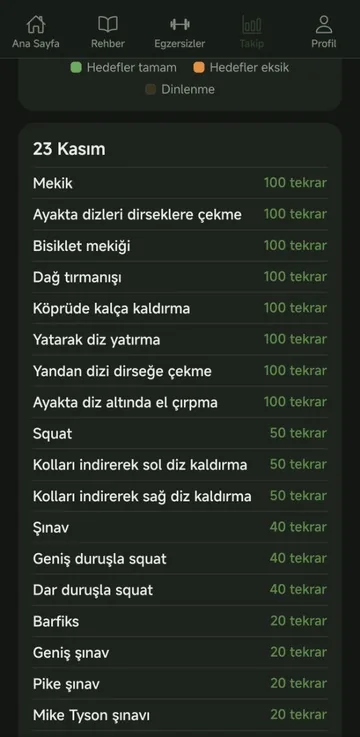 Ana Sayfa
Rehber
Egzersizler
Takip
Profil
Hedefler tamam
Hedefler eksik
Dinlenme
23 Kasım
Mekik 100 tekrar
Ayakta dizleri dirseklere çekme 100 tekrar
Bisiklet mekiği 100 tekrar
Dağ tırmanışı 100 tekrar
Köprüde kalça kaldırma 100 tekrar
Yatarak diz yatırma 100 tekrar
Yandan dizi dirseğe çekme 100 tekrar
Ayakta diz altında el çırpma 100 tekrar
Squat 50 tekrar
Kolları indirerek sol diz kaldırma 50 tekrar
Kolları indirerek sağ diz kaldırma 50 tekrar
Şınav 40 tekrar
Geniş duruşla squat 40 tekrar
Dar duruşla squat 40 tekrar
Barfiks 20 tekrar
Geniş şınav 20 tekrar
Pike şınav 20 tekrar
Mike Tyson şınavı 20 tekrar